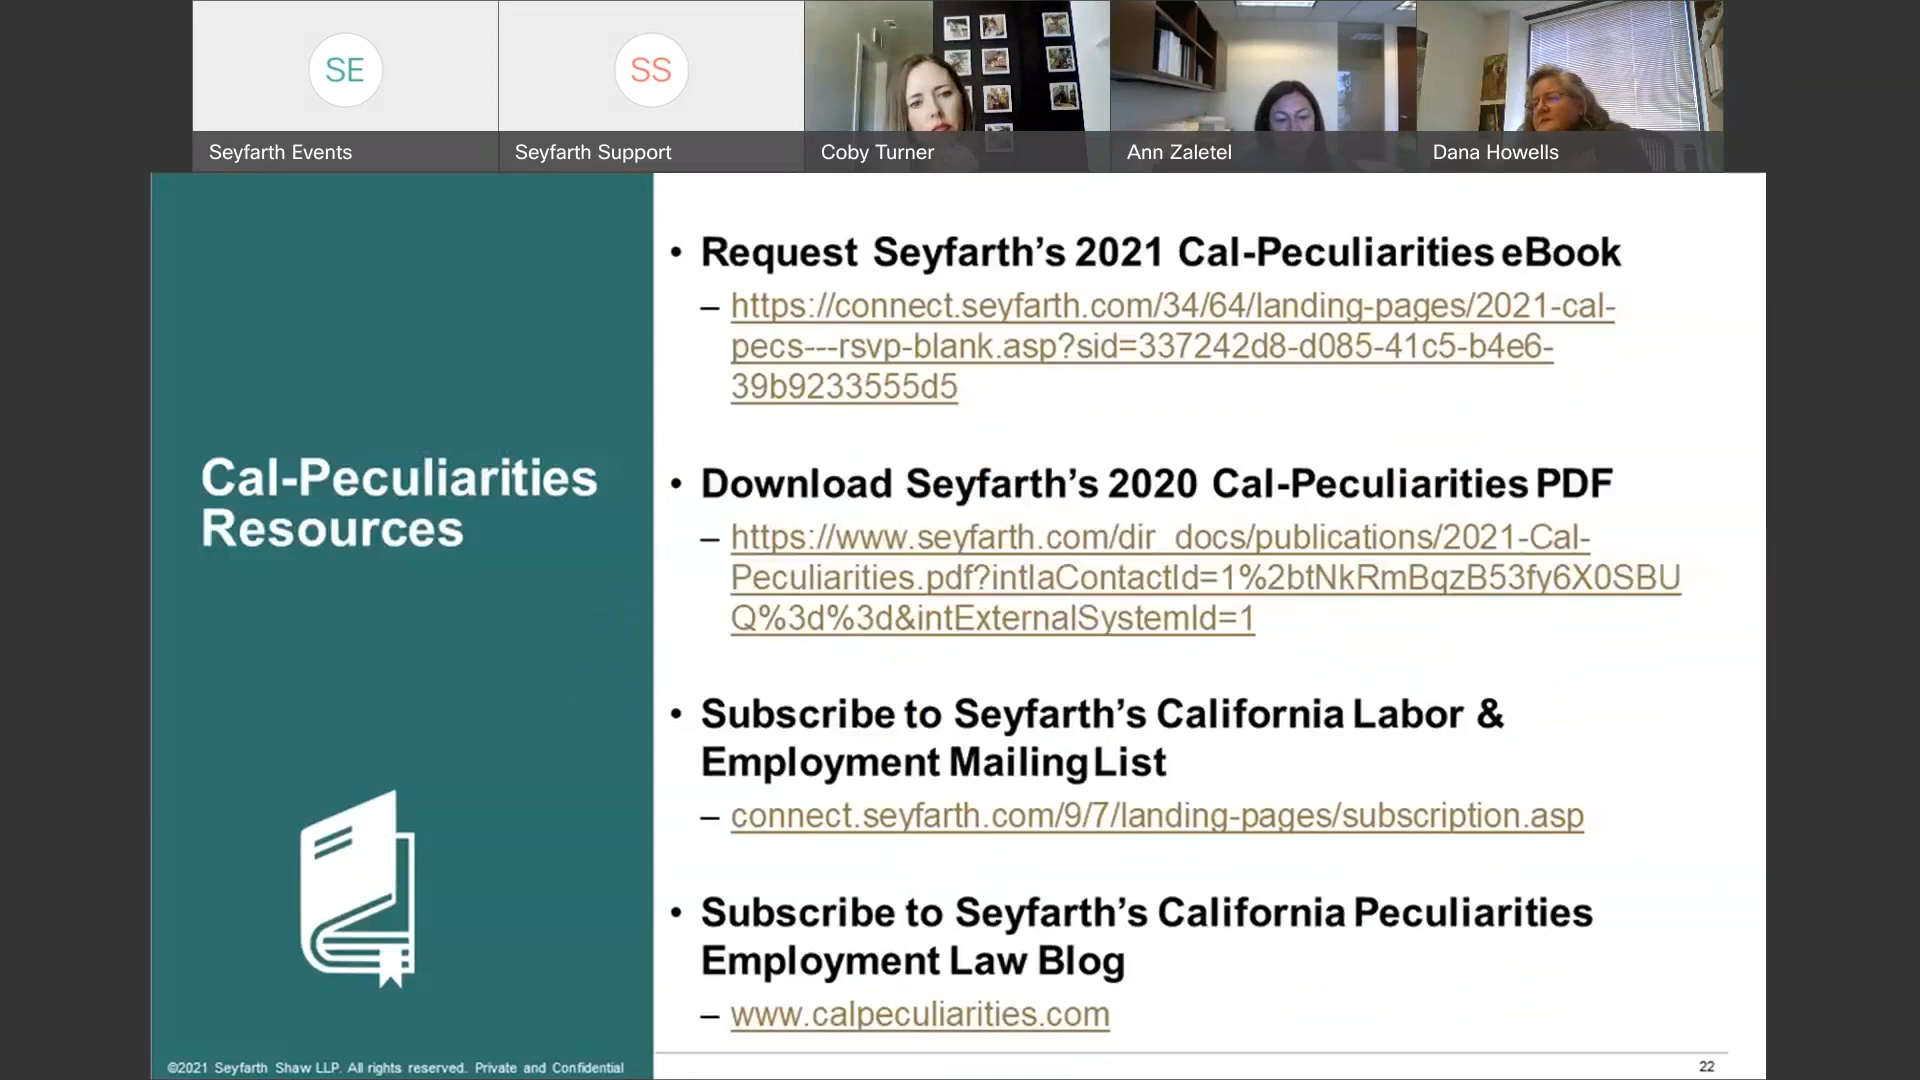 SE
SS
Seyfarth Events
Seyfarth Support
Coby Turner
Ann Zaletel
Dana Howells
Cal-Peculiarities
Resources
• Request Seyfarth’s 2021 Cal-Peculiarities eBook
– https://connect.seyfarth.com/34/64/landing-pages/2021-cal-
pecs---rsvp-blank.asp?sid=337242d8-d085-41c5-b4e6-
39b9233555d5
• Download Seyfarth’s 2020 Cal-Peculiarities PDF
– https://www.seyfarth.com/dir_docs/publications/2021-Cal-
Peculiarities.pdf?intIaContactId=1%2btNkRmBqzB53fy6X0SBU
Q%3d%3d&intExternalSystemId=1
• Subscribe to Seyfarth’s California Labor &
Employment Mailing List
– connect.seyfarth.com/9/7/landing-pages/subscription.asp
• Subscribe to Seyfarth’s California Peculiarities
Employment Law Blog
– www.calpeculiarities.com
©2021 Seyfarth Shaw LLP. All rights reserved. Private and Confidential
22